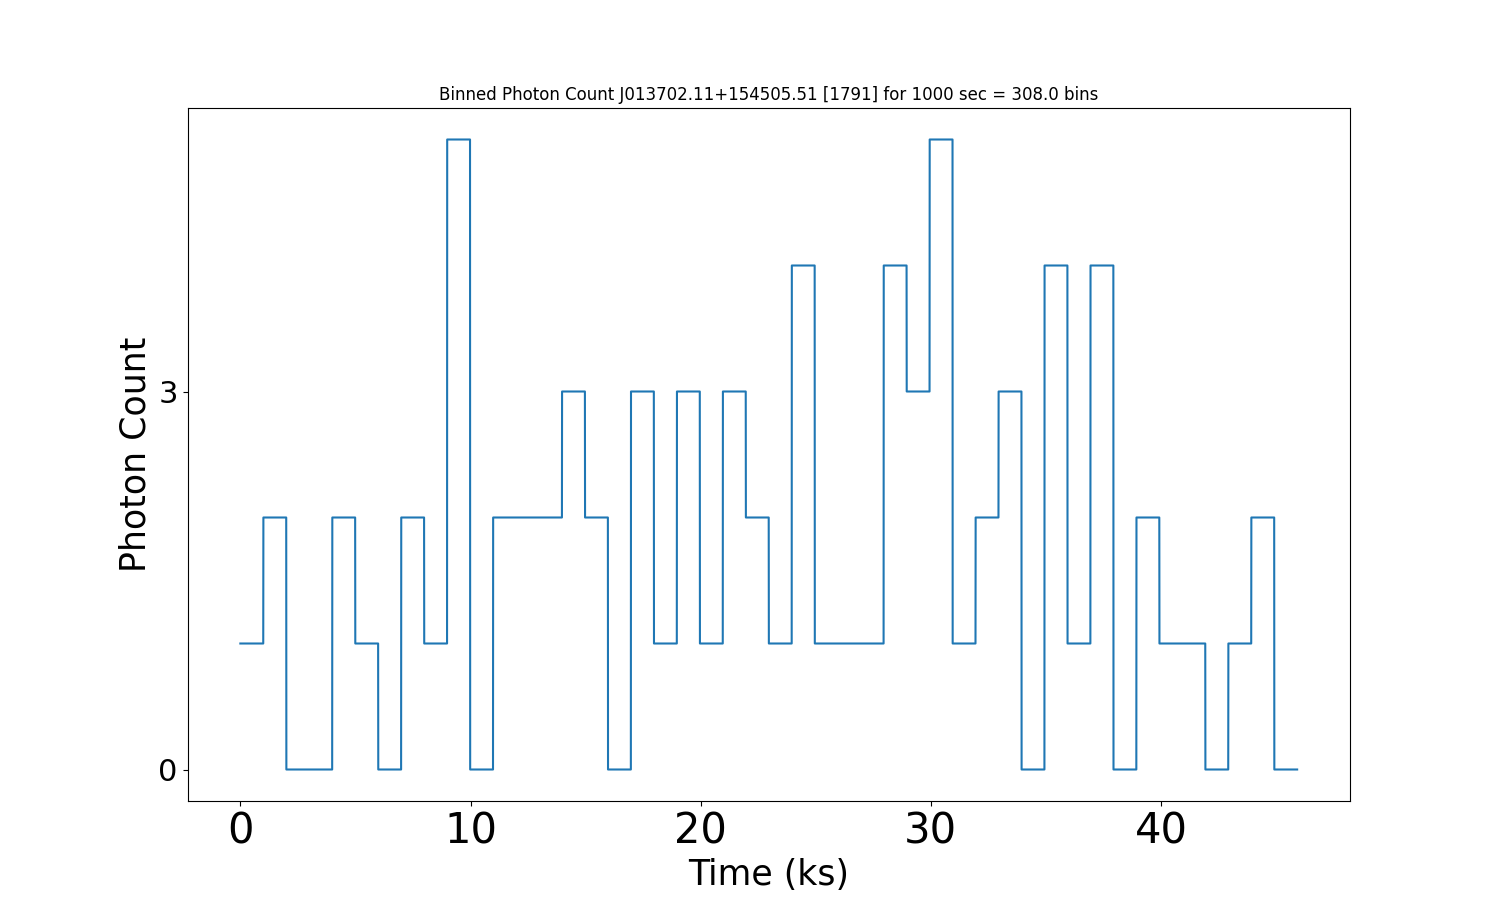 Binned Photon Count J013702.11+154505.51 [1791] for 1000 sec = 308.0 bins
Photon Count
3
0
0 10 20 30 40
Time (ks)